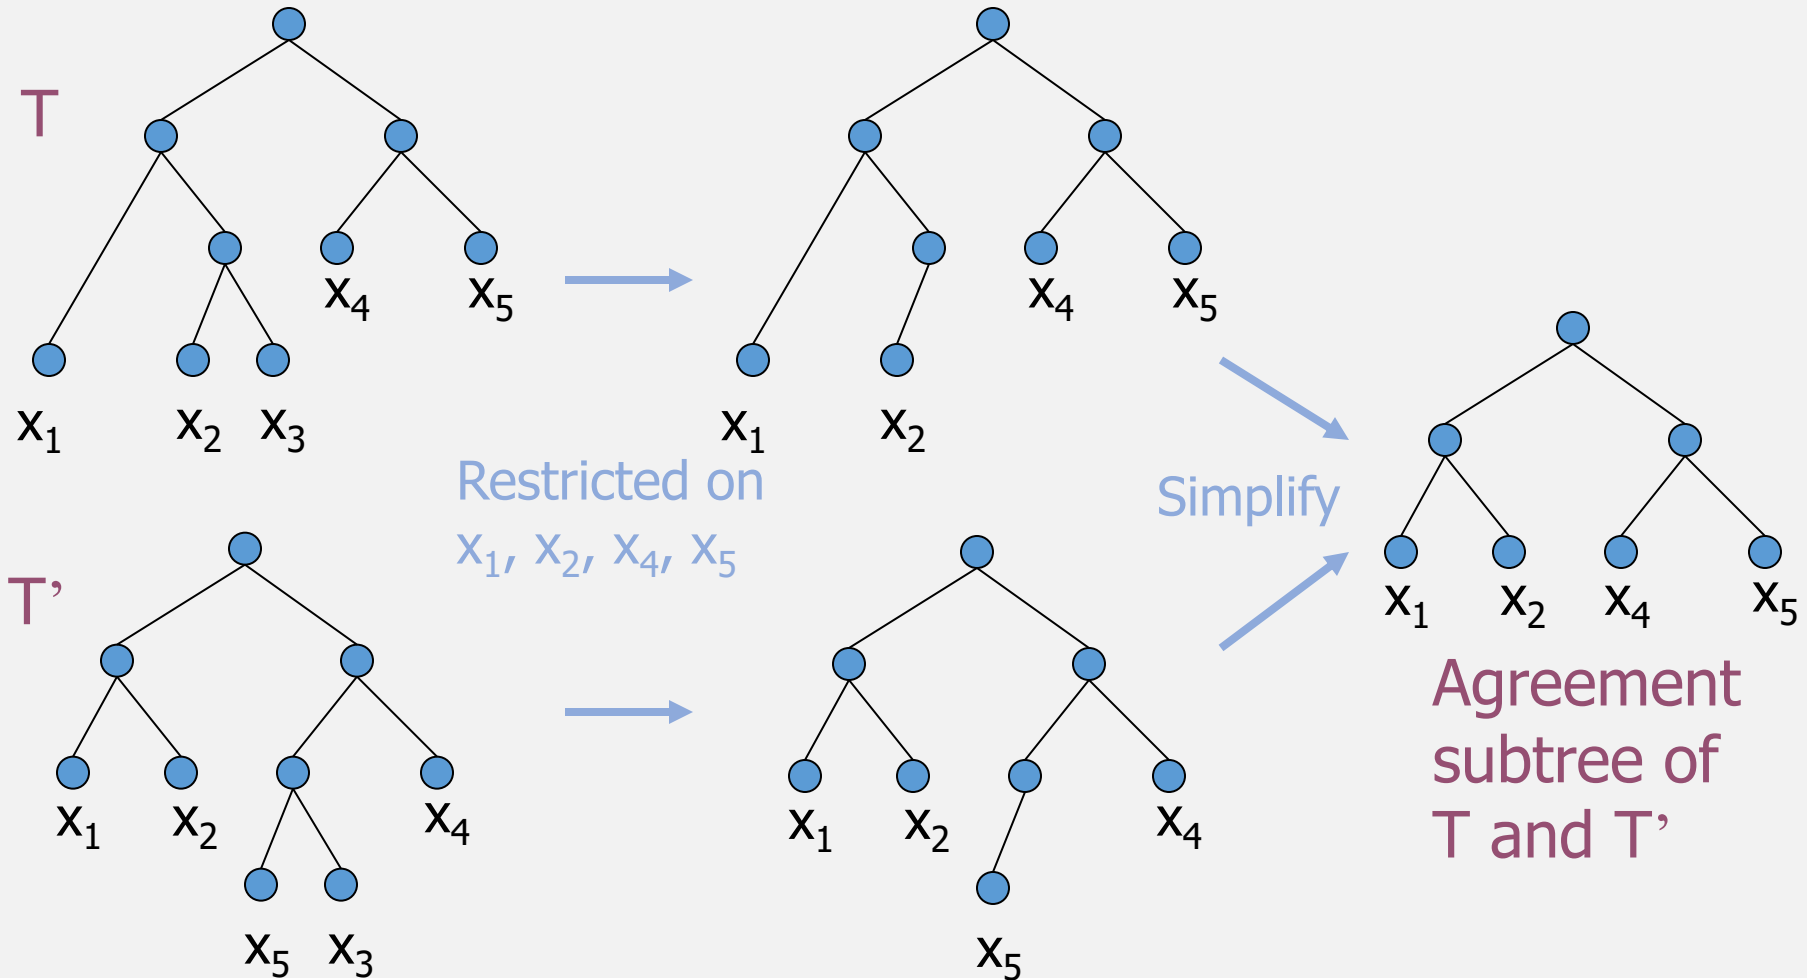 T
x₄
x₅
x₁
x₂
x₃
x₄
x₅
x₁
x₂
Restricted on
x₁, x₂, x₄, x₅
Simplify
T’
x₁
x₂
x₄
x₅
x₃
x₁
x₂
x₄
x₅
x₁
x₂
x₄
x₅
Agreement
subtree of
T and T’